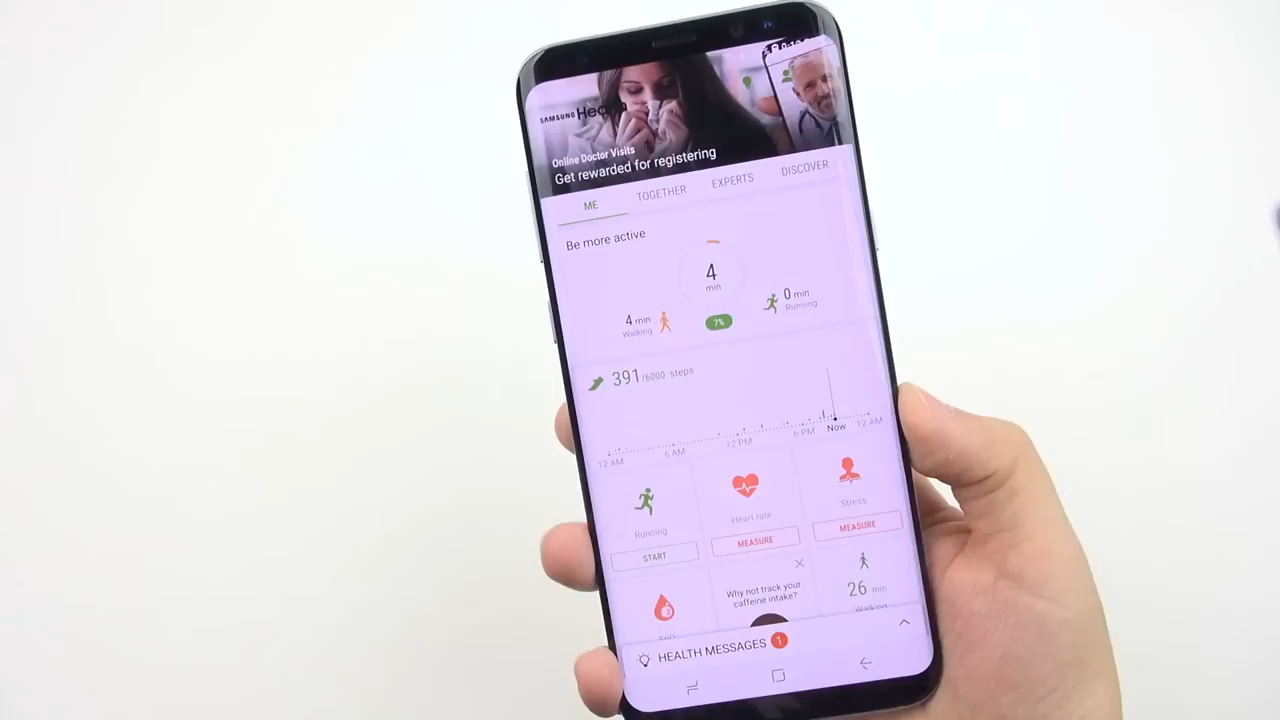 SAMSUNG Health
Online Doctor Visits
Get rewarded for registering
ME TOGETHER EXPERTS DISCOVER
Be more active
4
min
4 min
Walking
0 min
Running
7%
391/6000 steps
12 AM 6 AM 12 PM 6 PM Now 12 AM
Running
START
Heart rate
MEASURE
Stress
MEASURE
Why not track your
caffeine intake?
26 min
Walking
HEALTH MESSAGES 1